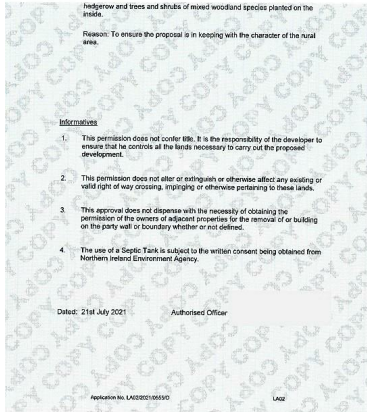 hedgerow and trees and shrubs of mixed woodland species planted on the
inside.
Reason: To ensure the proposal is in keeping with the character of the rural
area.
Informatives
1. This permission does not confer title. It is the responsibility of the developer to
ensure that he controls all the lands necessary to carry out the proposed
development.
2. This permission does not alter or extinguish or otherwise affect any existing or
valid right of way crossing, impinging or otherwise pertaining to these lands.
3. This approval does not dispense with the necessity of obtaining the
permission of the owners of adjacent properties for the removal of or building
on the party wall or boundary whether or not defined.
4. The use of a Septic Tank is subject to the written consent being obtained from
Northern Ireland Environment Agency.
Dated: 21st July 2021 Authorised Officer
Application No. LA02/2021/0555/O LA02